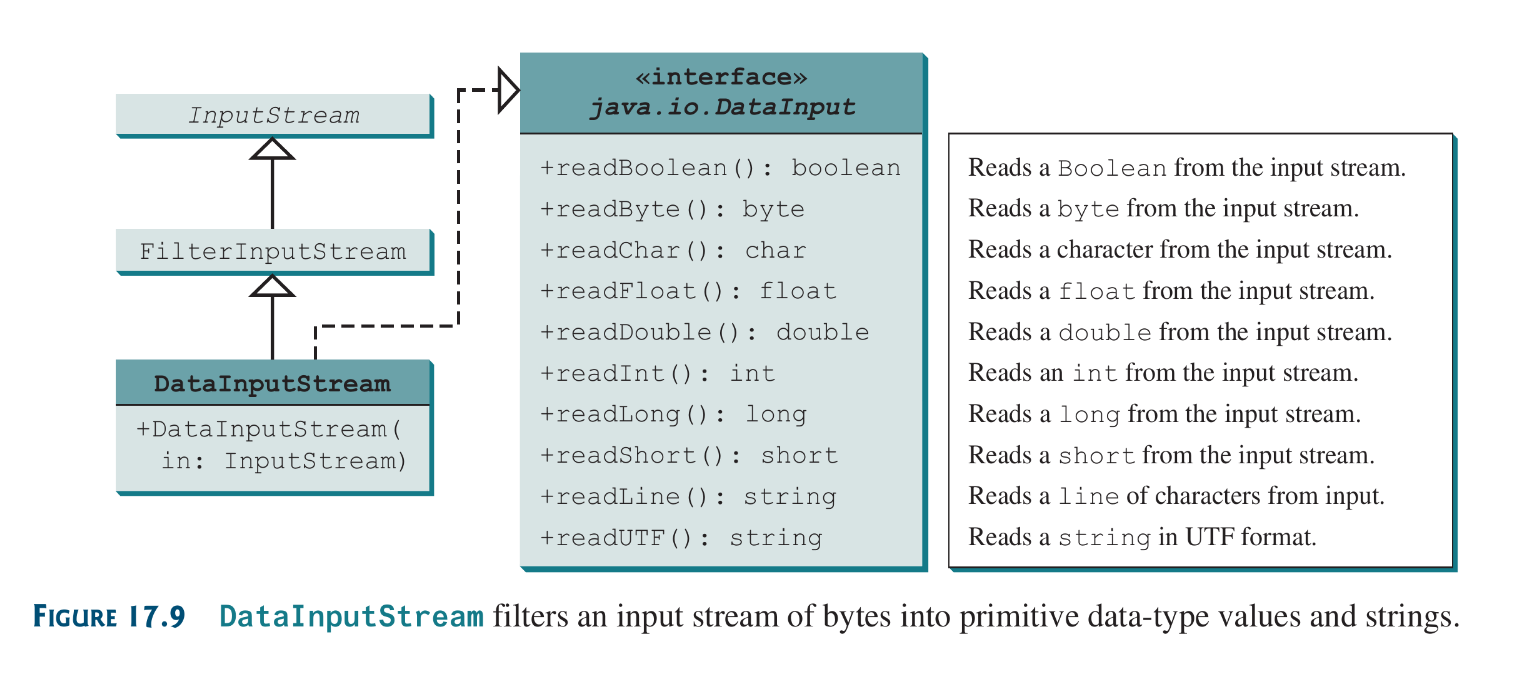 InputStream
FilterInputStream
DataInputStream
+DataInputStream(
in: InputStream)
«interface»
java.io.DataInput
+readBoolean(): boolean
+readByte(): byte
+readChar(): char
+readFloat(): float
+readDouble(): double
+readInt(): int
+readLong(): long
+readShort(): short
+readLine(): string
+readUTF(): string
Reads a Boolean from the input stream.
Reads a byte from the input stream.
Reads a character from the input stream.
Reads a float from the input stream.
Reads a double from the input stream.
Reads an int from the input stream.
Reads a long from the input stream.
Reads a short from the input stream.
Reads a line of characters from input.
Reads a string in UTF format.
FIGURE 17.9 DataInputStream filters an input stream of bytes into primitive data-type values and strings.